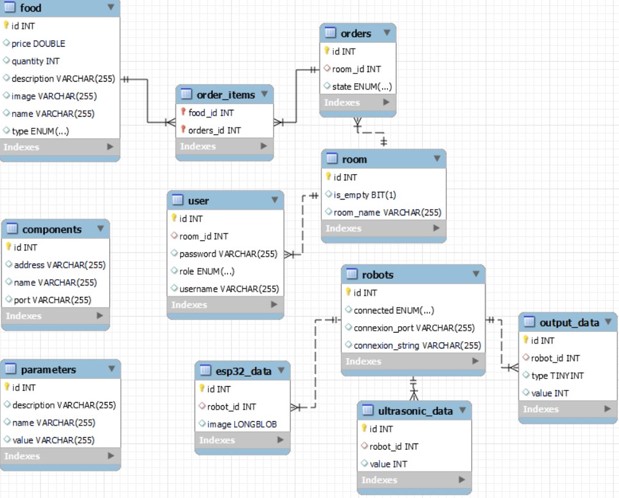 food
id INT
price DOUBLE
quantity INT
description VARCHAR(255)
image VARCHAR(255)
name VARCHAR(255)
type ENUM(...)
Indexes
order_items
food_id INT
orders_id INT
Indexes
orders
id INT
room_id INT
state ENUM(...)
Indexes
room
id INT
is_empty BIT(1)
room_name VARCHAR(255)
Indexes
user
id INT
room_id INT
password VARCHAR(255)
role ENUM(...)
username VARCHAR(255)
Indexes
components
id INT
address VARCHAR(255)
name VARCHAR(255)
port VARCHAR(255)
Indexes
robots
id INT
connected ENUM(...)
connexion_port VARCHAR(255)
connexion_string VARCHAR(255)
Indexes
output_data
id INT
robot_id INT
type TINYINT
value INT
Indexes
parameters
id INT
description VARCHAR(255)
name VARCHAR(255)
value VARCHAR(255)
Indexes
esp32_data
id INT
robot_id INT
image LONGBLOB
Indexes
ultrasonic_data
id INT
robot_id INT
value INT
Indexes